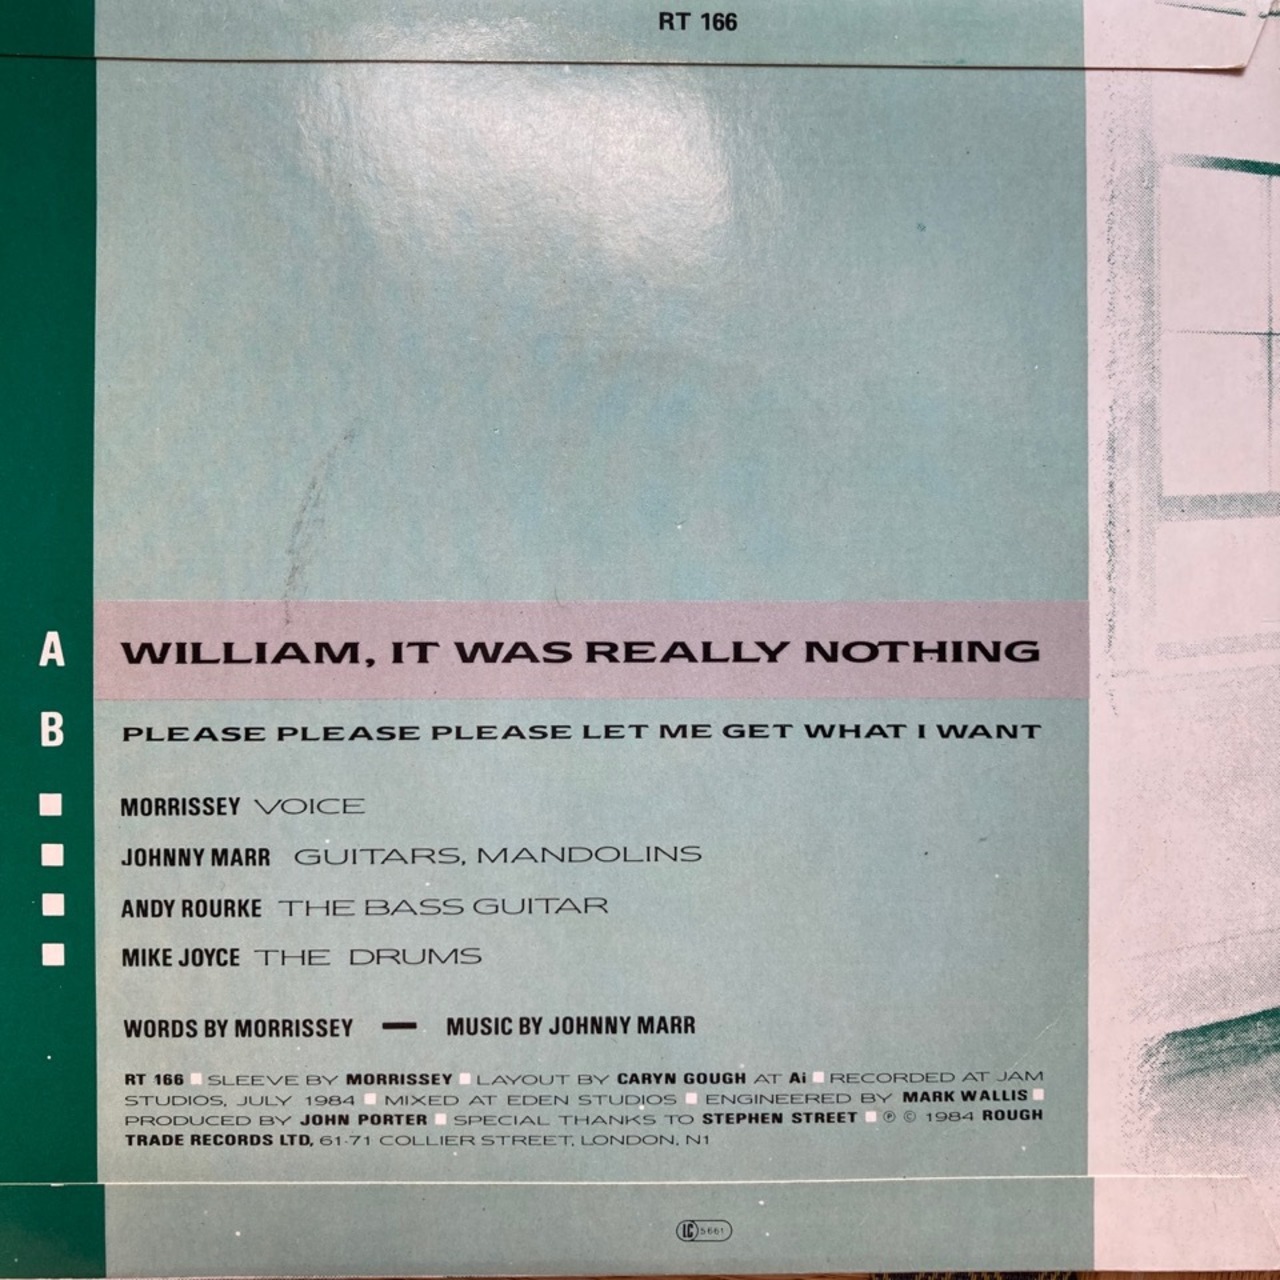 RT 166
A WILLIAM, IT WAS REALLY NOTHING
B PLEASE PLEASE PLEASE LET ME GET WHAT I WANT
MORRISSEY VOICE
JOHNNY MARR GUITARS, MANDOLINS
ANDY ROURKE THE BASS GUITAR
MIKE JOYCE THE DRUMS
WORDS BY MORRISSEY — MUSIC BY JOHNNY MARR
RT 166 ■ SLEEVE BY MORRISSEY ■ LAYOUT BY CARYN GOUGH AT Ai ■ RECORDED AT JAM
STUDIOS, JULY 1984 ■ MIXED AT EDEN STUDIOS ■ ENGINEERED BY MARK WALLIS ■
PRODUCED BY JOHN PORTER ■ SPECIAL THANKS TO STEPHEN STREET ■ ℗ © 1984 ROUGH
TRADE RECORDS LTD, 61-71 COLLIER STREET, LONDON, N1
LC 5661